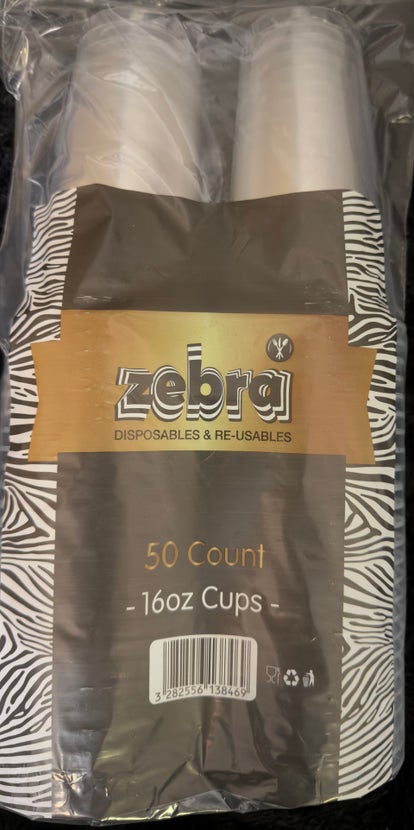 zebra
DISPOSABLES & RE-USABLES
50 Count
- 16oz Cups -
3 282556 138469